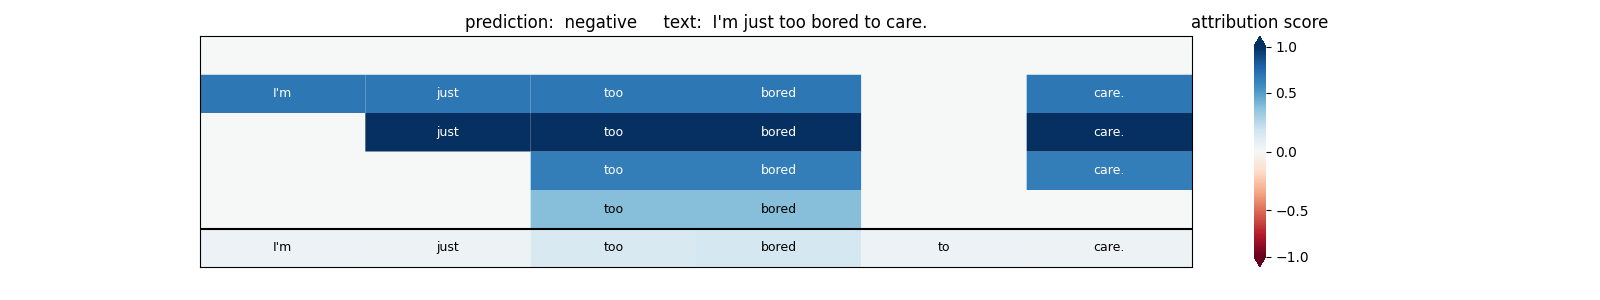 prediction:  negative     text:  I'm just too bored to care.
attribution score
I'm just too bored care.
just too bored care.
too bored care.
too bored
I'm just too bored to care.
1.0
0.5
0.0
−0.5
−1.0